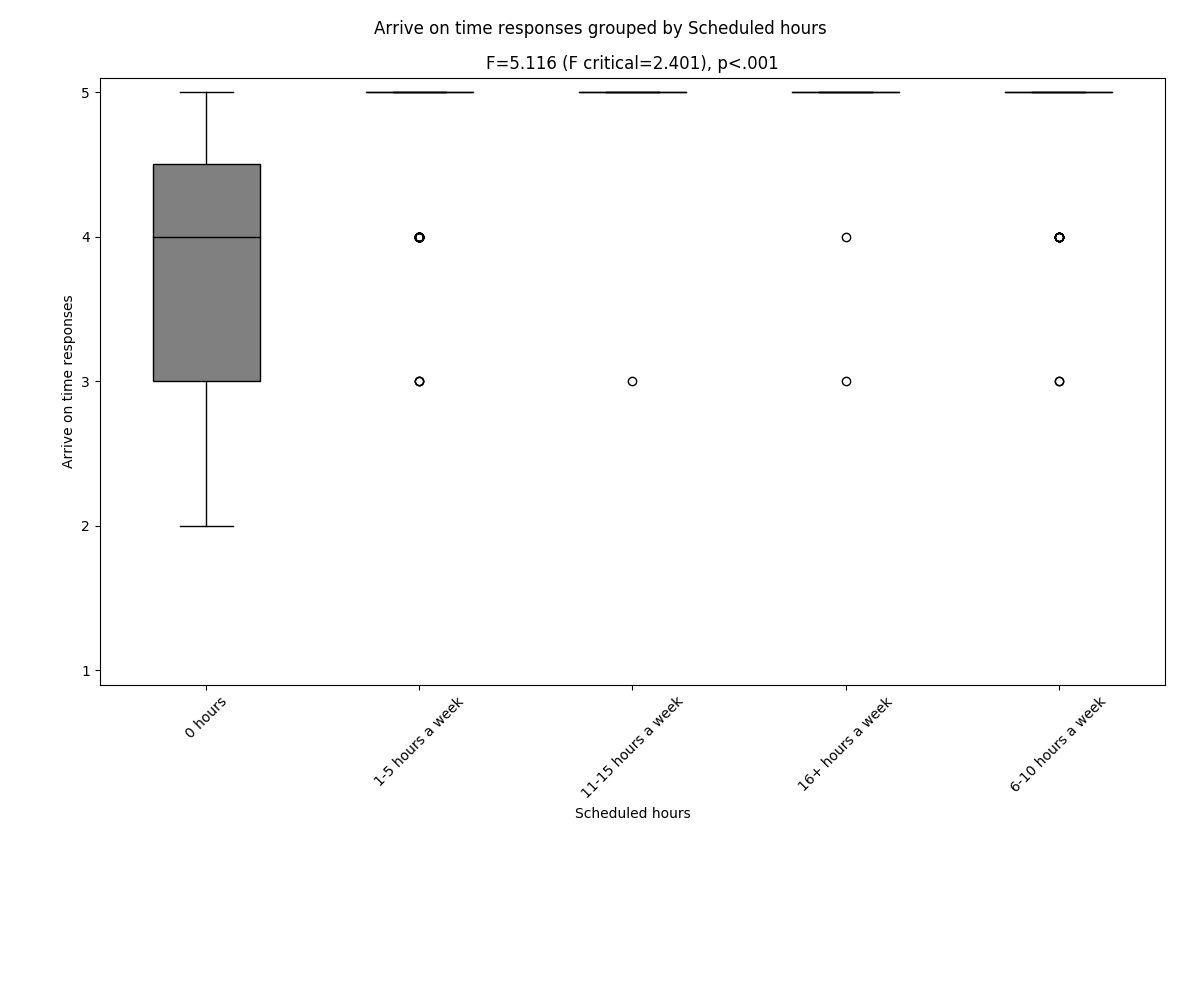 Arrive on time responses grouped by Scheduled hours
F=5.116 (F critical=2.401), p<.001
Arrive on time responses
5
4
3
2
1
0 hours
1-5 hours a week
11-15 hours a week
16+ hours a week
6-10 hours a week
Scheduled hours